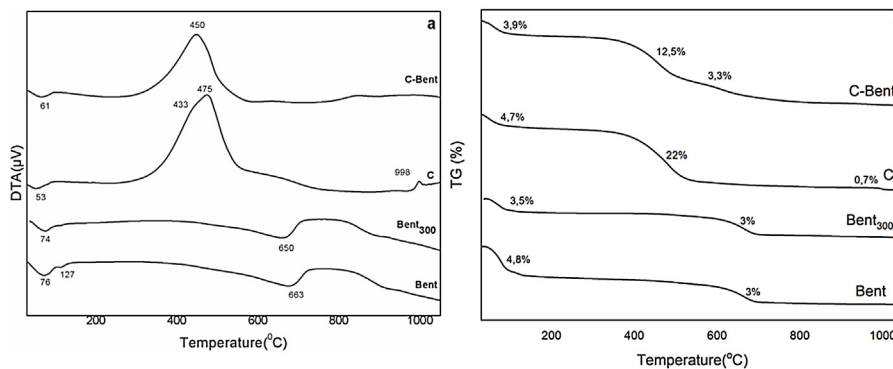 a
450
C-Bent
61
475
433
998
C
53
Bent300
74
650
127
76
663
Bent
DTA(µV)
200 400 600 800 1000
Temperature(⁰C)
3,9%
12,5%
3,3%
C-Bent
4,7%
22%
0,7%
C
3,5%
3%
Bent300
4,8%
3%
Bent
TG (%)
200 400 600 800 1000
Temperature(⁰C)